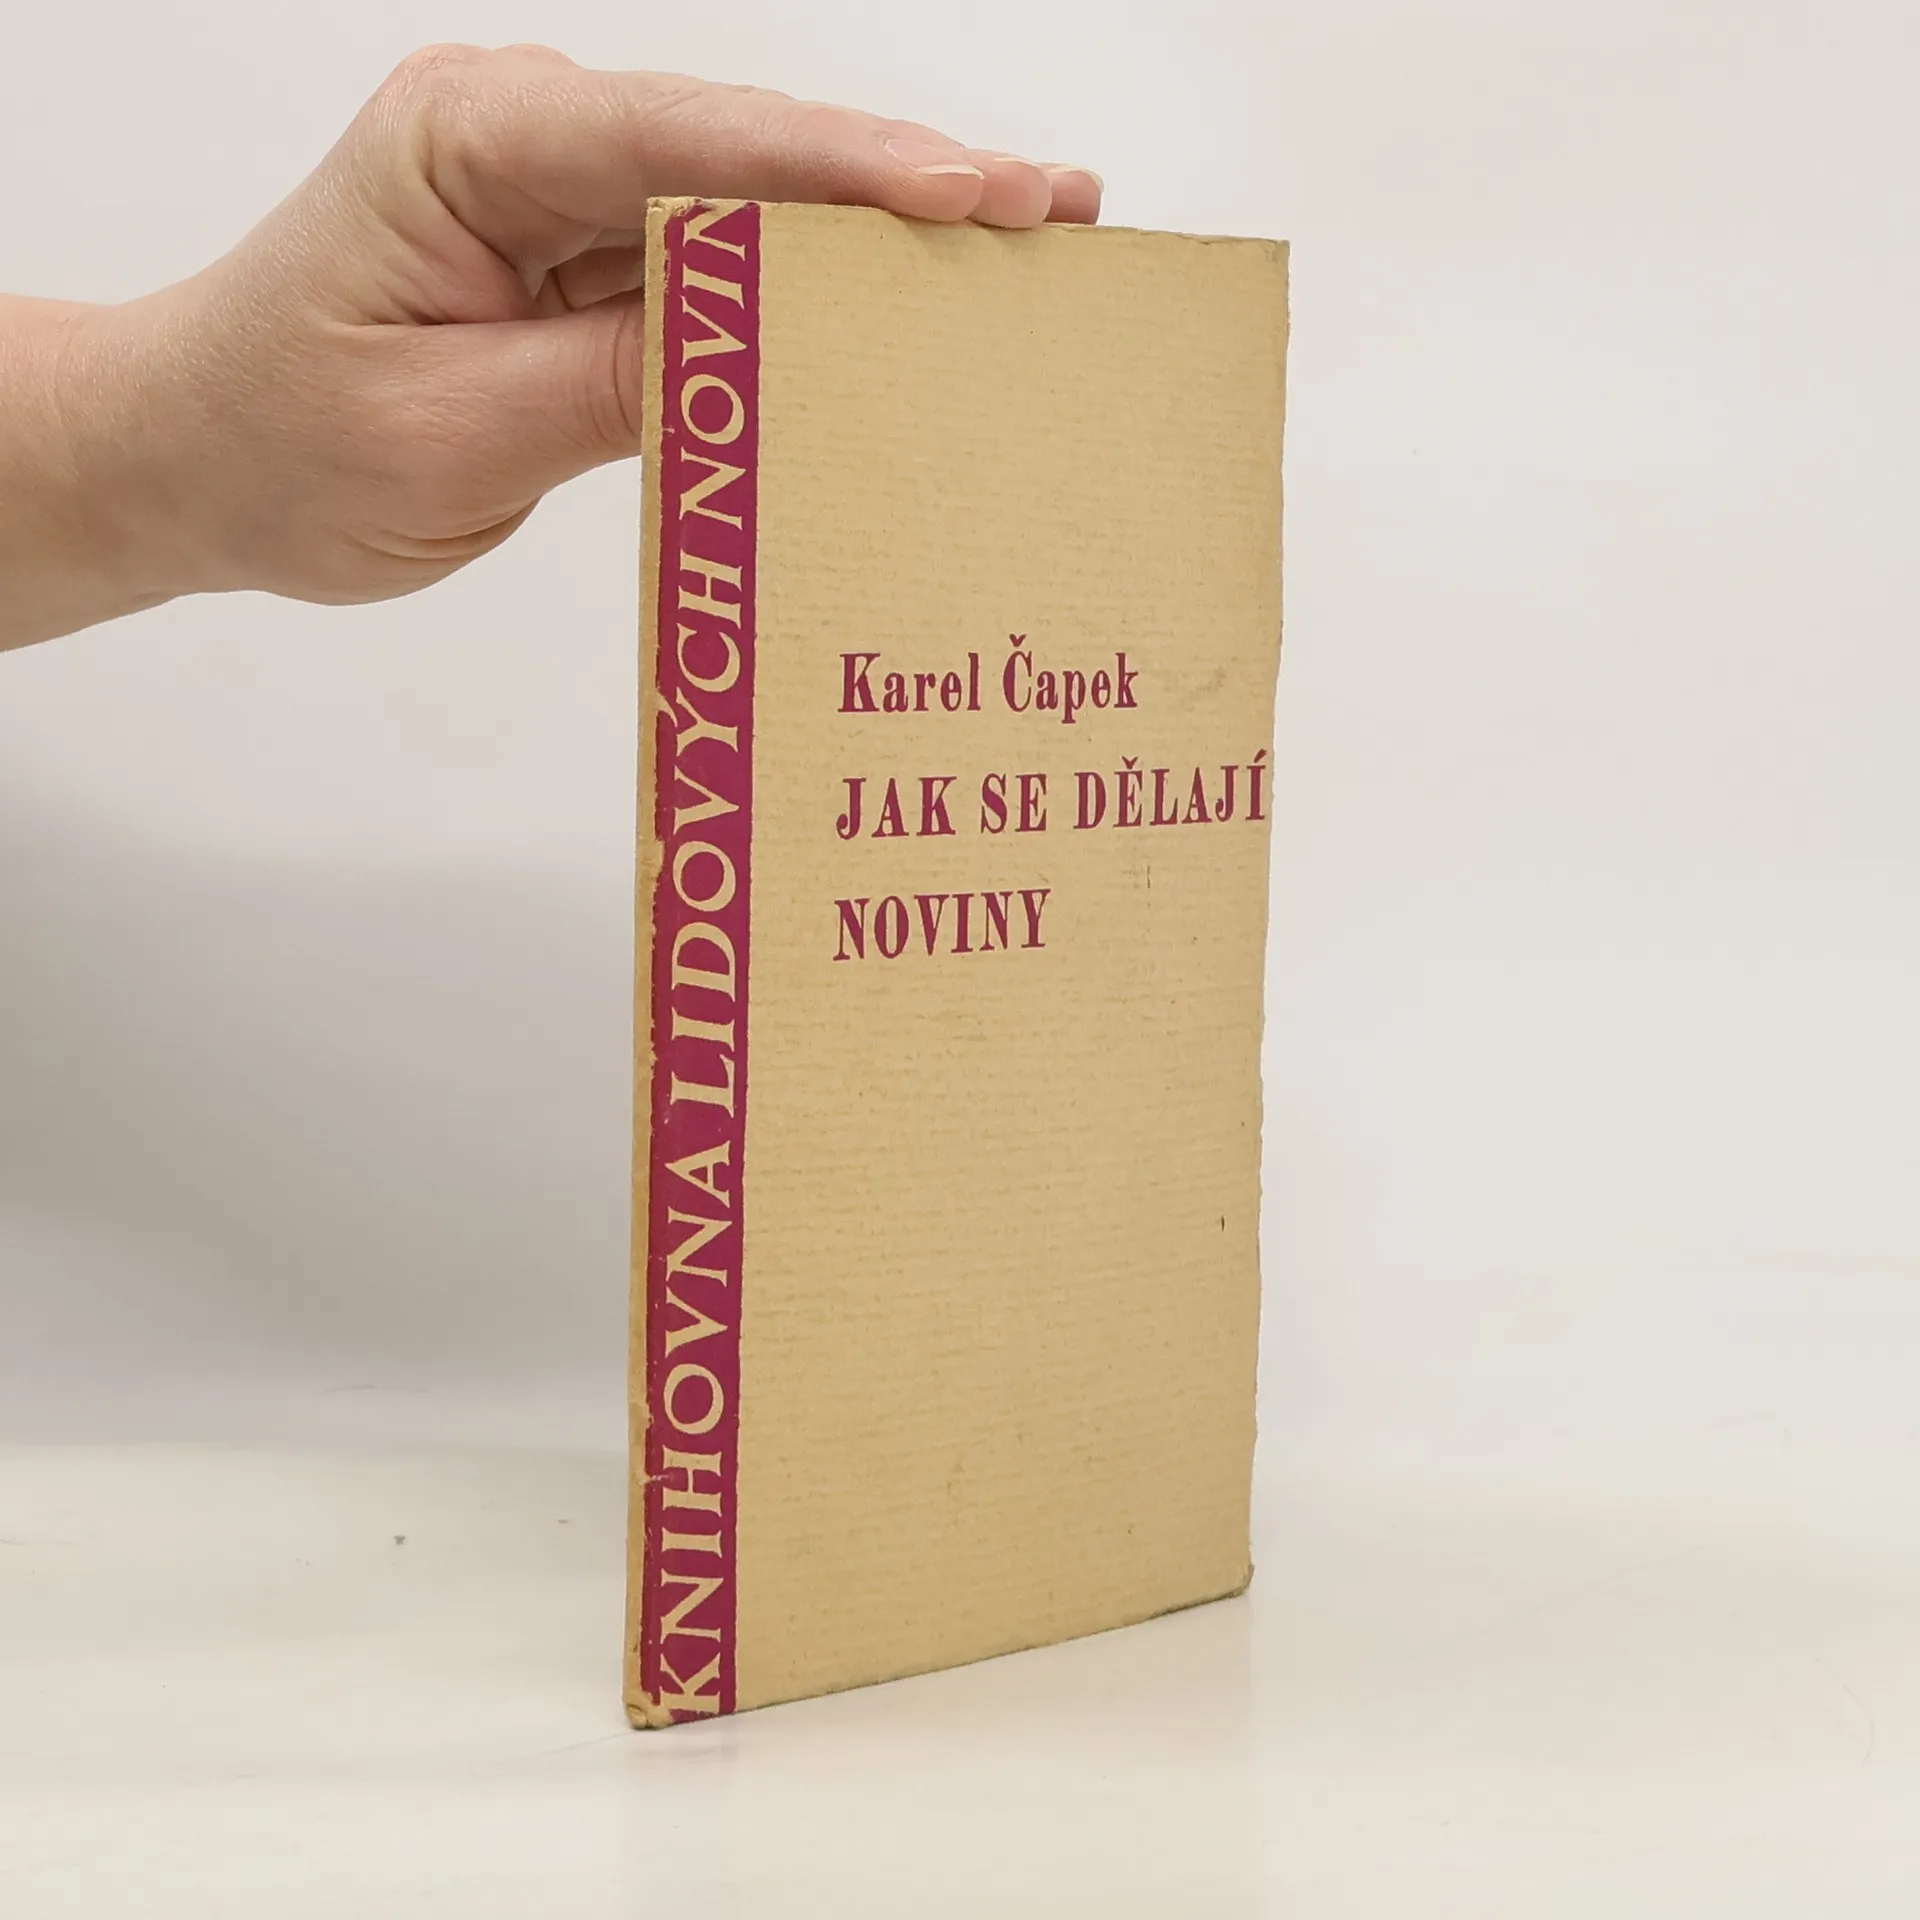 KNIHOVNA LIDOVÝCH NOVIN
Karel Čapek
JAK SE DĚLAJÍ
NOVINY